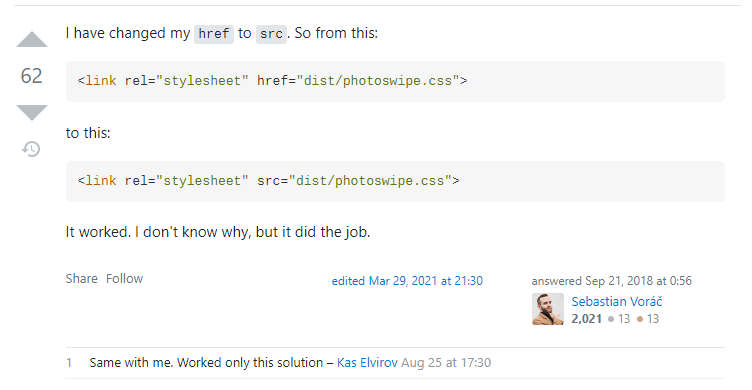 I have changed my href to src. So from this:
62
<link rel="stylesheet" href="dist/photoswipe.css">
to this:
<link rel="stylesheet" src="dist/photoswipe.css">
It worked. I don't know why, but it did the job.
Share Follow edited Mar 29, 2021 at 21:30 answered Sep 21, 2018 at 0:56
Sebastian Voráč
2,021 13 13
1 Same with me. Worked only this solution – Kas Elvirov Aug 25 at 17:30